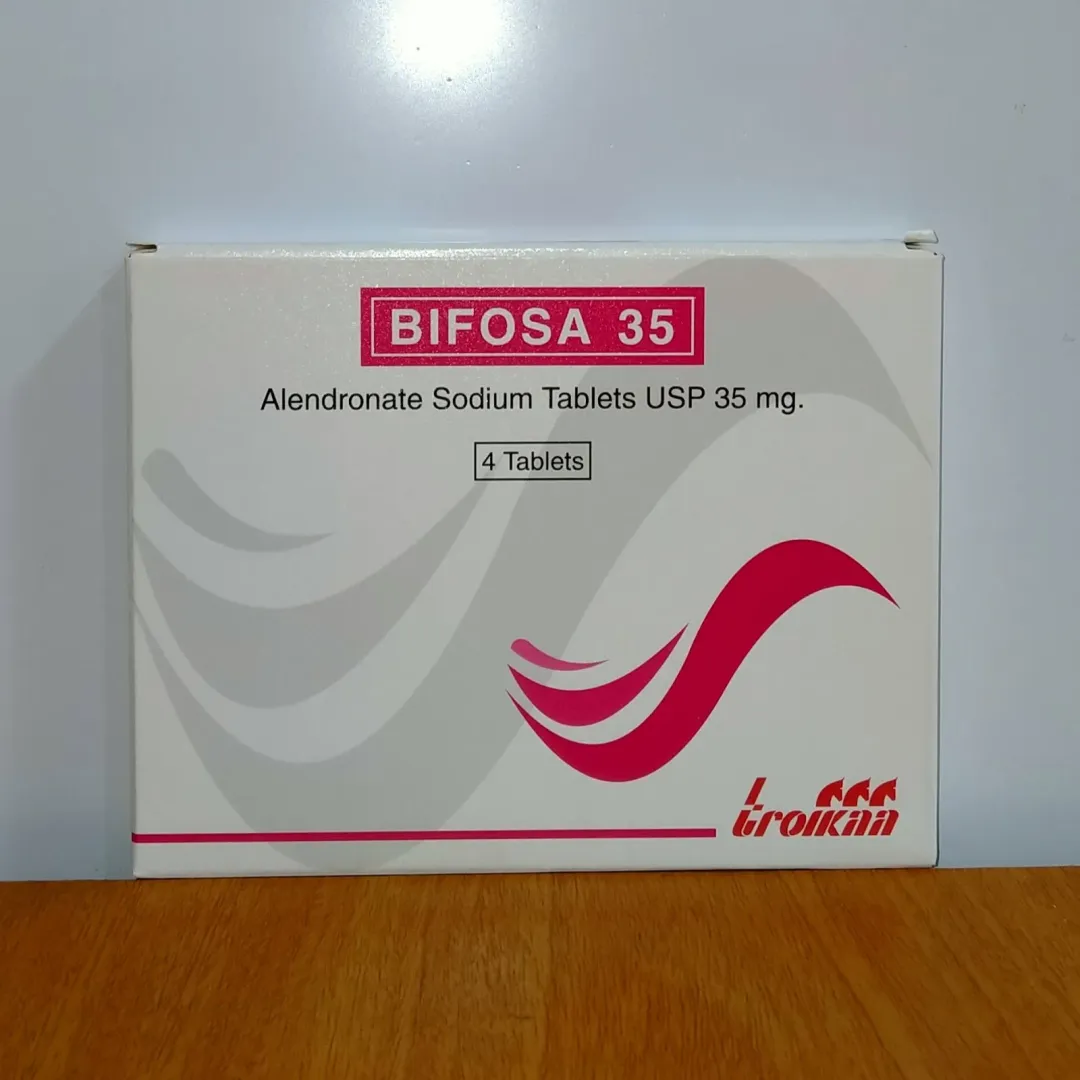 BIFOSA 35
Alendronate Sodium Tablets USP 35 mg.
4 Tablets
troikaa